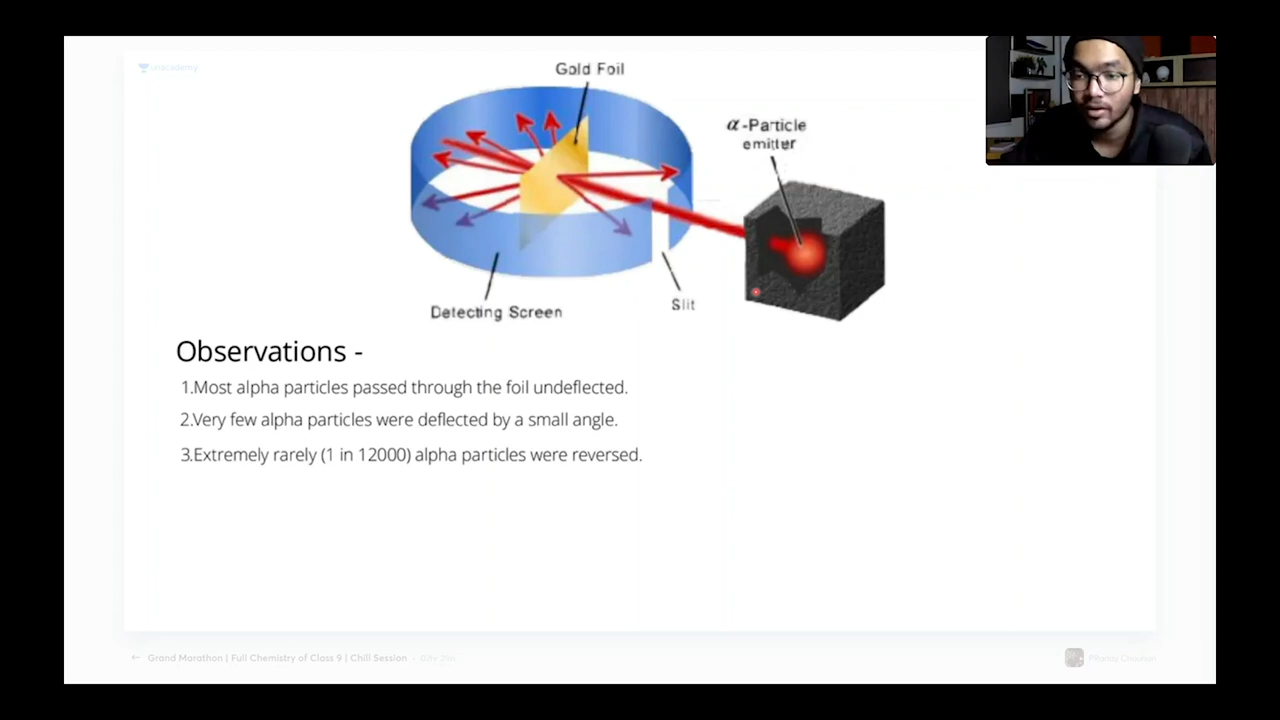 unacademy
Gold Foil
α-Particle
emitter
Detecting Screen
Slit
Observations -
1.Most alpha particles passed through the foil undeflected.
2.Very few alpha particles were deflected by a small angle.
3.Extremely rarely (1 in 12000) alpha particles were reversed.
Grand Marathon | Full Chemistry of Class 9 | Chill Session